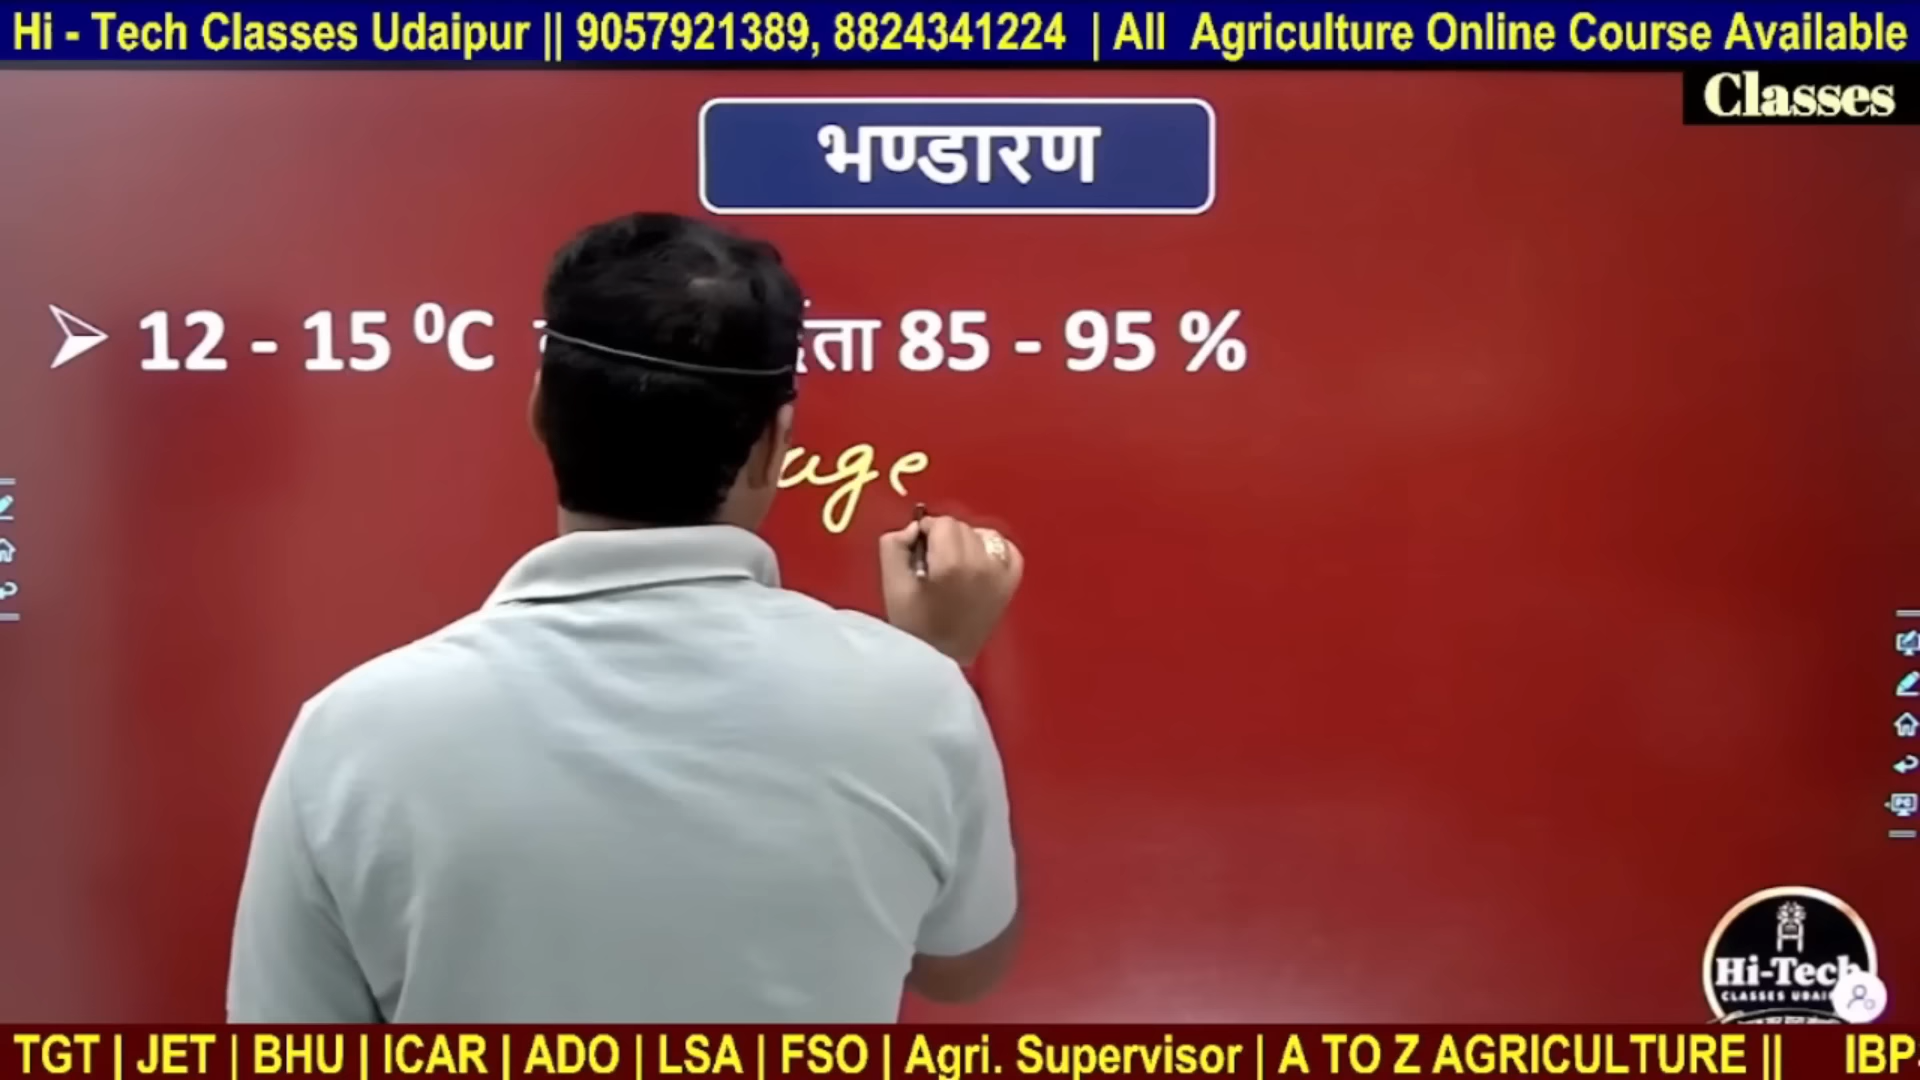 Hi - Tech Classes Udaipur || 9057921389, 8824341224 | All Agriculture Online Course Available
Classes
भण्डारण
➢ 12 - 15 ⁰C 85 - 95 %
Hi-Tech
TGT | JET | BHU | ICAR | ADO | LSA | FSO | Agri. Supervisor | A TO Z AGRICULTURE || IBP